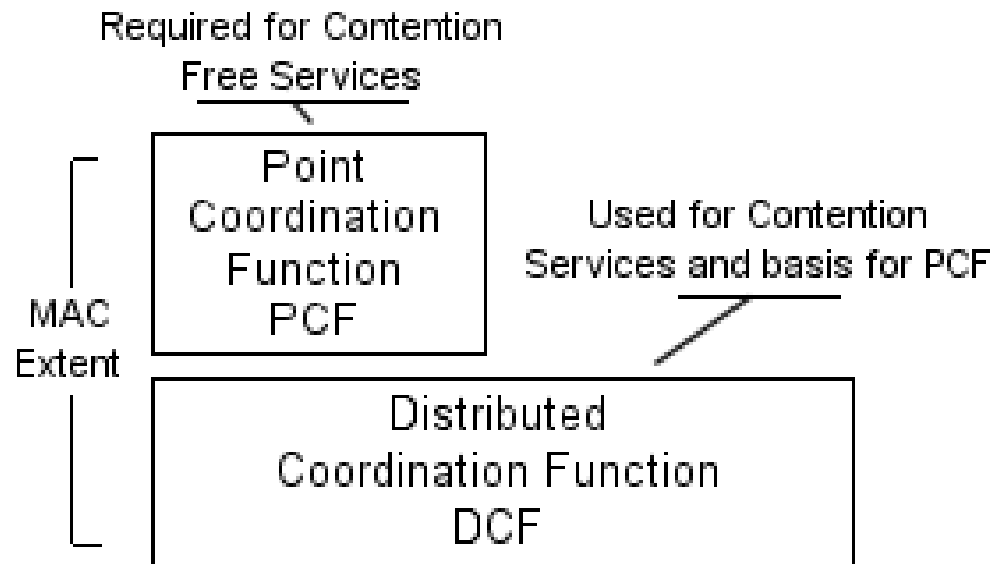 Required for Contention
Free Services
Point
Coordination
Function
PCF
Used for Contention
Services and basis for PCF
MAC
Extent
Distributed
Coordination Function
DCF